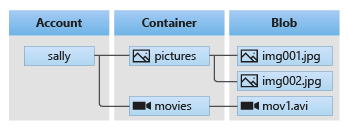 Account Container Blob
sally pictures img001.jpg
img002.jpg
movies mov1.avi